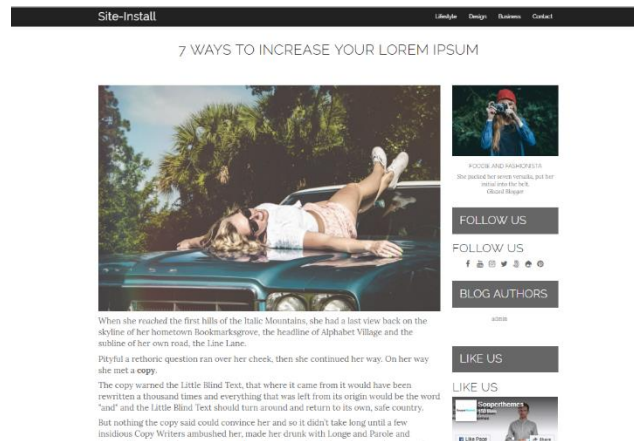 Site-Install
Lifestyle Design Business Contact
7 WAYS TO INCREASE YOUR LOREM IPSUM
FOODIE AND FASHIONISTA
She packed her seven versalia, put her
initial into the belt.
Obsessed Blogger
FOLLOW US
FOLLOW US
BLOG AUTHORS
admin
LIKE US
LIKE US
Sooperthemes
Like Page
Share
When she reached the first hills of the Italic Mountains, she had a last view back on the
skyline of her hometown Bookmarksgrove, the headline of Alphabet Village and the
subline of her own road, the Line Lane.
Pityful a rethoric question ran over her cheek, then she continued her way. On her way
she met a copy.
The copy warned the Little Blind Text, that where it came from it would have been
rewritten a thousand times and everything that was left from its origin would be the word
"and" and the Little Blind Text should turn around and return to its own, safe country.
But nothing the copy said could convince her and so it didn't take long until a few
insidious Copy Writers ambushed her, made her drunk with Longe and Parole and